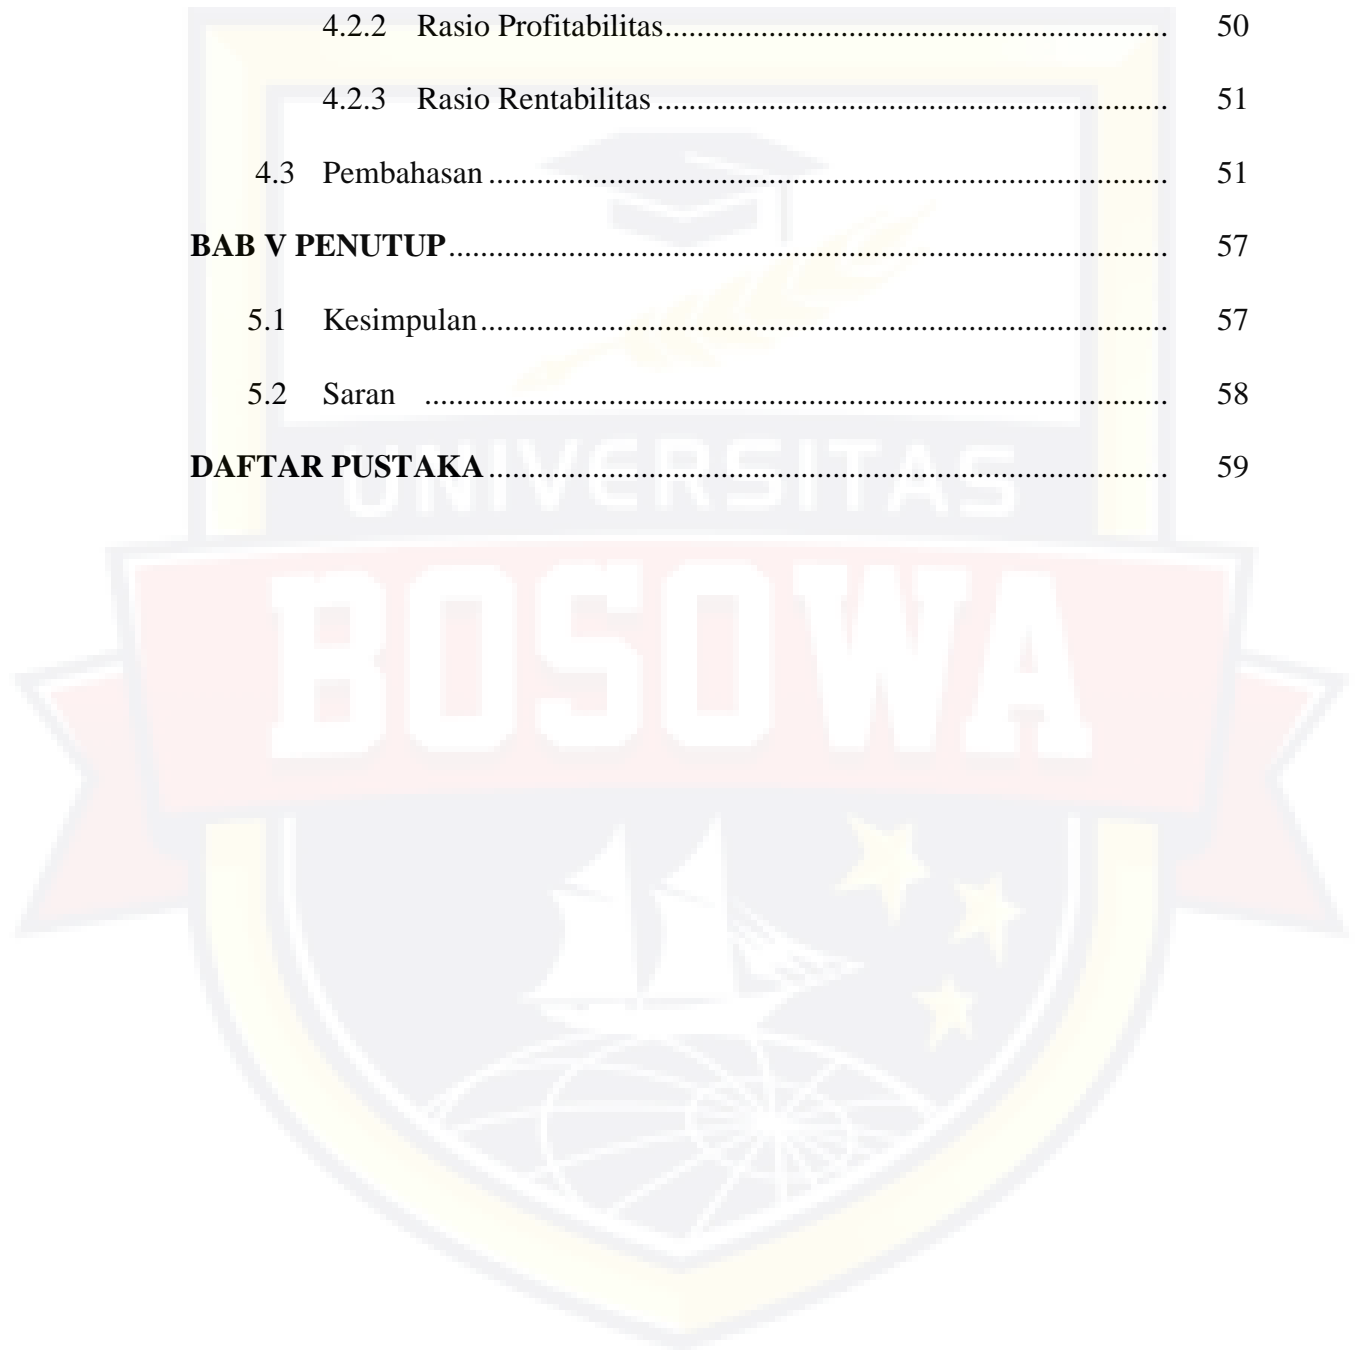 4.2.2 Rasio Profitabilitas............................................................... 50
4.2.3 Rasio Rentabilitas ................................................................ 51
4.3 Pembahasan ..................................................................................... 51
BAB V PENUTUP.......................................................................................... 57
5.1 Kesimpulan...................................................................................... 57
5.2 Saran ............................................................................................. 58
DAFTAR PUSTAKA..................................................................................... 59
UNIVERSITAS
BOSOWA